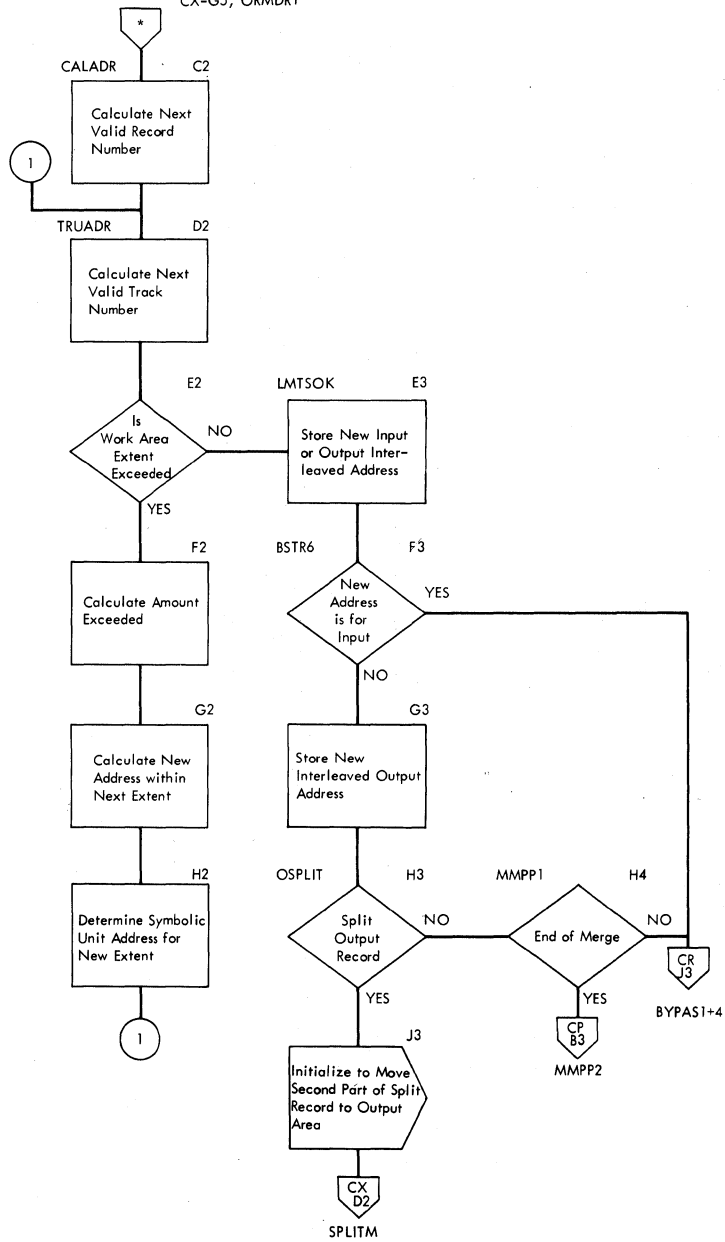 CX-G5, ORMDRT
*
CALADR C2
Calculate Next
Valid Record
Number
1
TRUADR D2
Calculate Next
Valid Track
Number
E2
Is
Work Area
Extent
Exceeded
NO
YES
LMTSOK E3
Store New Input
or Output Inter-
leaved Address
F2
Calculate Amount
Exceeded
BSTR6 F3
New
Address
is for
Input
YES
NO
G2
Calculate New
Address within
Next Extent
G3
Store New
Interleaved Output
Address
H2
Determine Symbolic
Unit Address for
New Extent
1
OSPLIT H3
Split
Output
Record
NO
YES
MMPP1 H4
End of Merge
NO
YES
CR
J3
BYPAS1+4
CP
B3
MMPP2
J3
Initialize to Move
Second Part of Split
Record to Output
Area
CX
D2
SPLITM